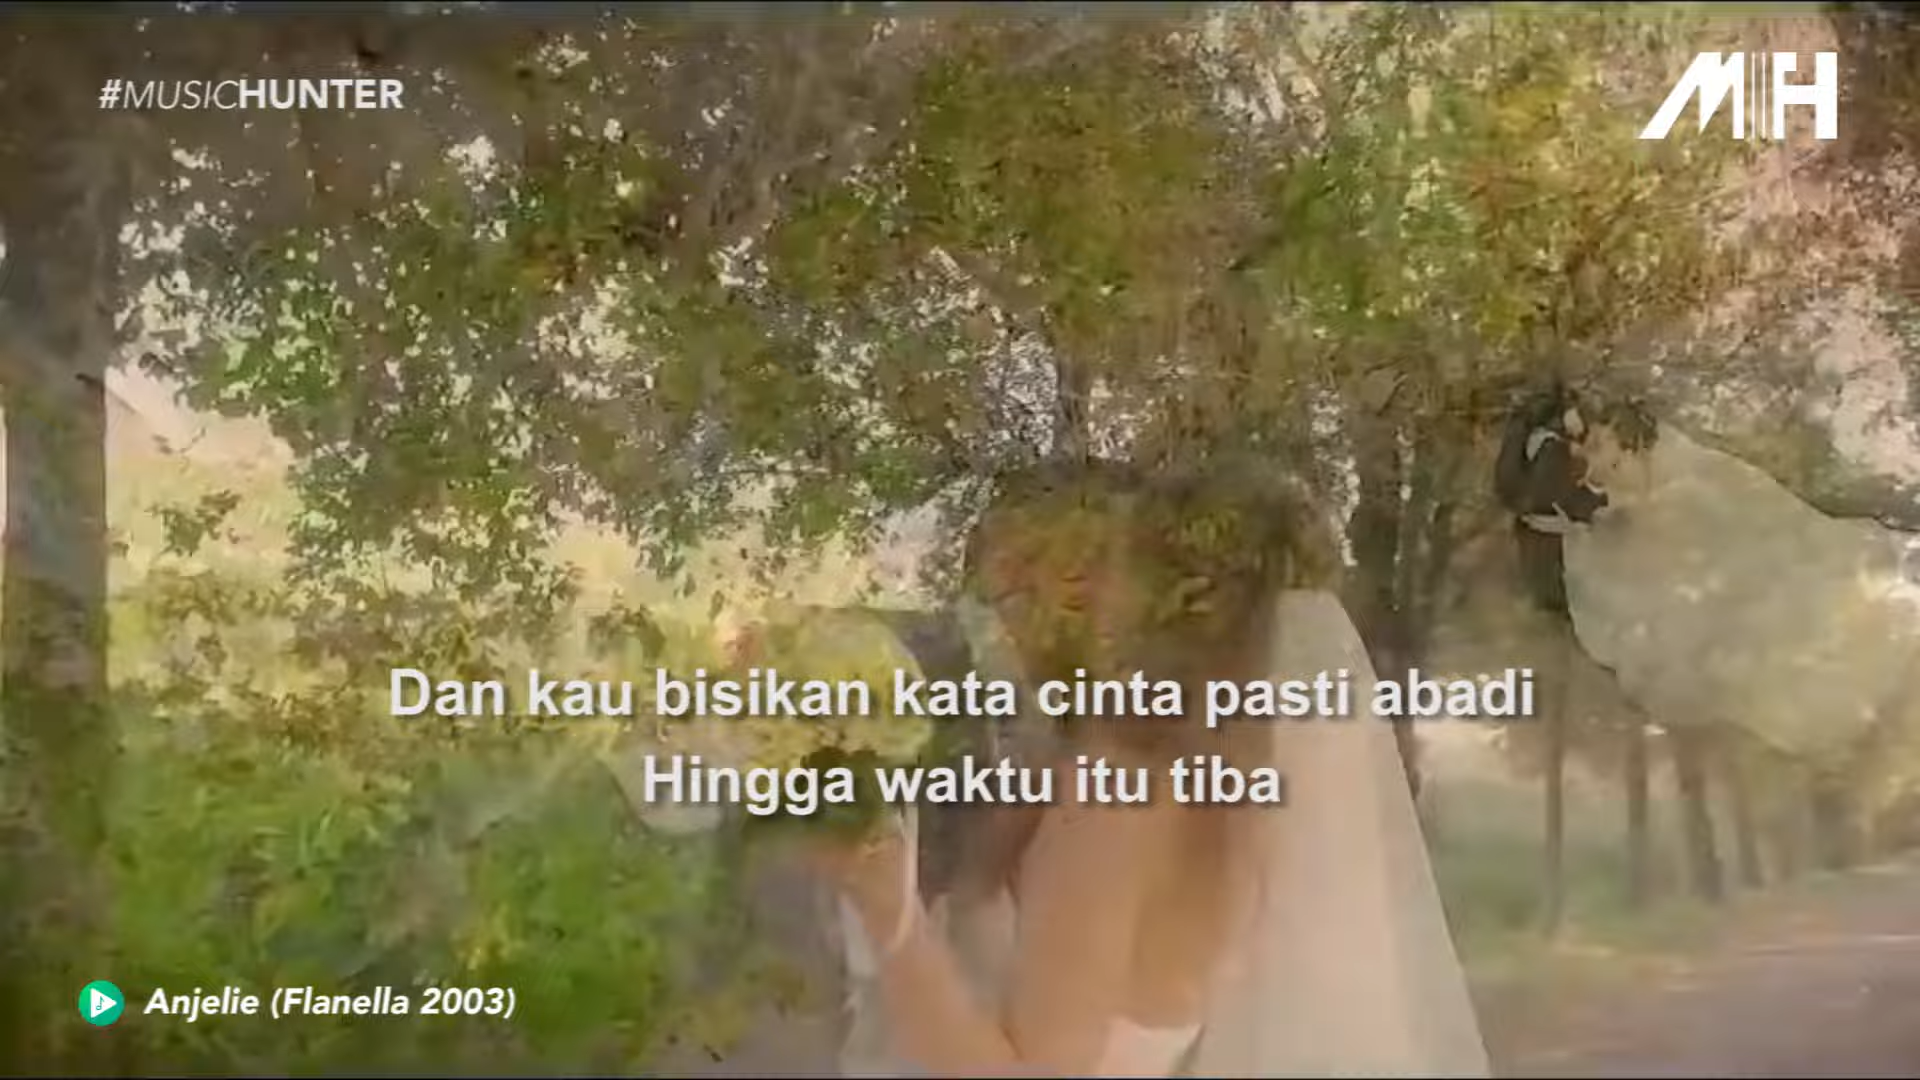 #MUSICHUNTER
MH
Dan kau bisikan kata cinta pasti abadi
Hingga waktu itu tiba
Anjelie (Flanella 2003)